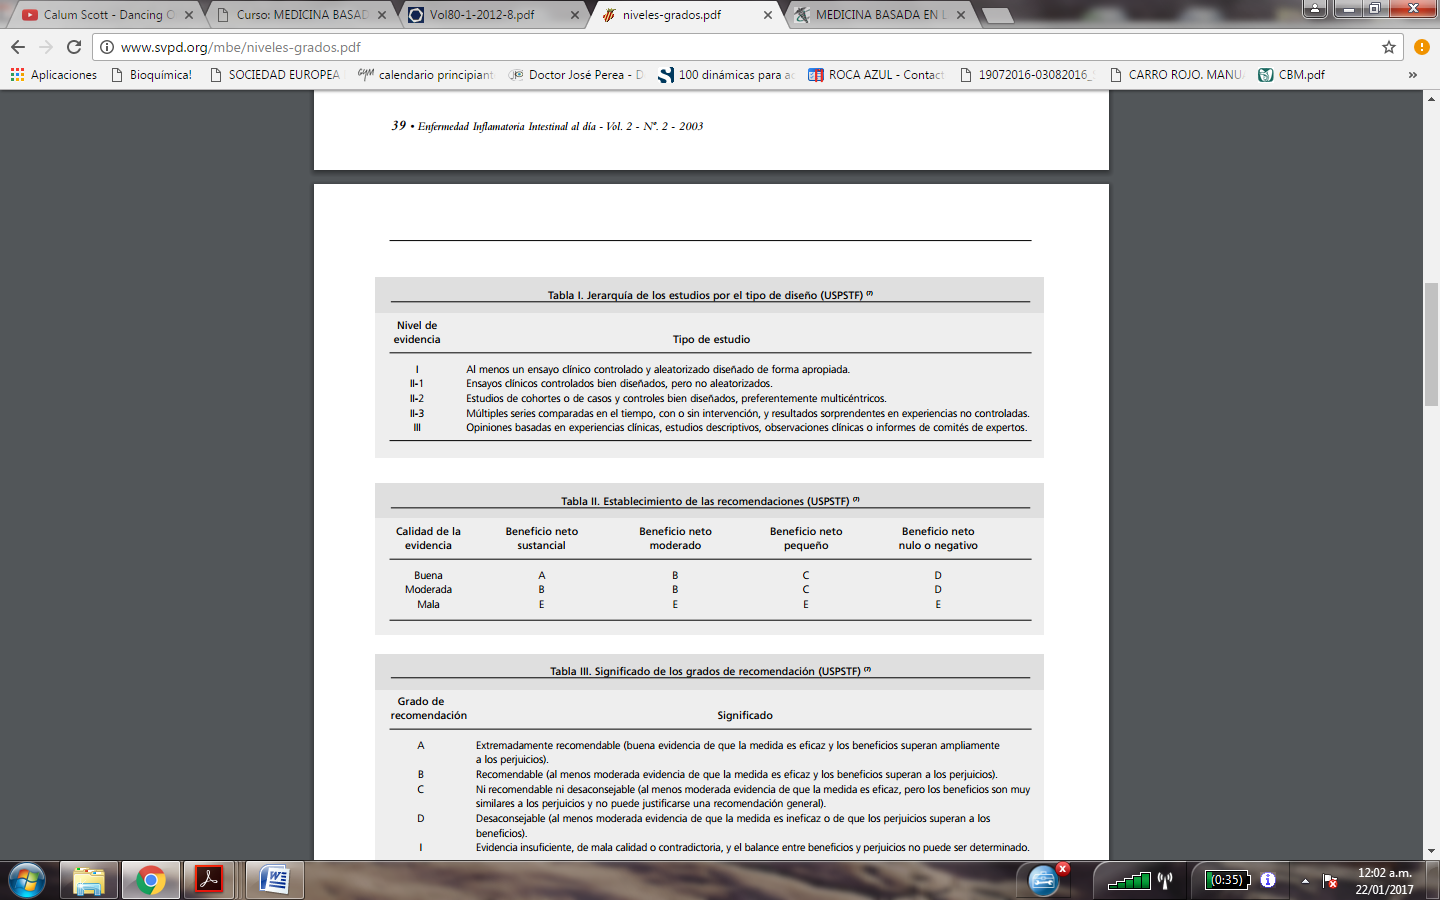 Calum Scott - Dancing O
Curso: MEDICINA BASAD
Vol80-1-2012-8.pdf
niveles-grados.pdf
MEDICINA BASADA EN L
www.svpd.org/mbe/niveles-grados.pdf
Aplicaciones
Bioquímica!
SOCIEDAD EUROPEA
calendario principiant
Doctor José Perea - D
100 dinámicas para ac
ROCA AZUL - Contact
19072016-03082016_
CARRO ROJO. MANU
CBM.pdf
»
39 • Enfermedad Inflamatoria Intestinal al día - Vol. 2 - Nº. 2 - 2003
Tabla I. Jerarquía de los estudios por el tipo de diseño (USPSTF) (7)
Nivel de
evidencia Tipo de estudio
I Al menos un ensayo clínico controlado y aleatorizado diseñado de forma apropiada.
II-1 Ensayos clínicos controlados bien diseñados, pero no aleatorizados.
II-2 Estudios de cohortes o de casos y controles bien diseñados, preferentemente multicéntricos.
II-3 Múltiples series comparadas en el tiempo, con o sin intervención, y resultados sorprendentes en experiencias no controladas.
III Opiniones basadas en experiencias clínicas, estudios descriptivos, observaciones clínicas o informes de comités de expertos.
Tabla II. Establecimiento de las recomendaciones (USPSTF) (7)
Calidad de la Beneficio neto Beneficio neto Beneficio neto Beneficio neto
evidencia sustancial moderado pequeño nulo o negativo
Buena A B C D
Moderada B B C D
Mala E E E E
Tabla III. Significado de los grados de recomendación (USPSTF) (7)
Grado de
recomendación Significado
A Extremadamente recomendable (buena evidencia de que la medida es eficaz y los beneficios superan ampliamente
a los perjuicios).
B Recomendable (al menos moderada evidencia de que la medida es eficaz y los beneficios superan a los perjuicios).
C Ni recomendable ni desaconsejable (al menos moderada evidencia de que la medida es eficaz, pero los beneficios son muy
similares a los perjuicios y no puede justificarse una recomendación general).
D Desaconsejable (al menos moderada evidencia de que la medida es ineficaz o de que los perjuicios superan a los
beneficios).
I Evidencia insuficiente, de mala calidad o contradictoria, y el balance entre beneficios y perjuicios no puede ser determinado.
(0:35)
12:02 a.m.
22/01/2017